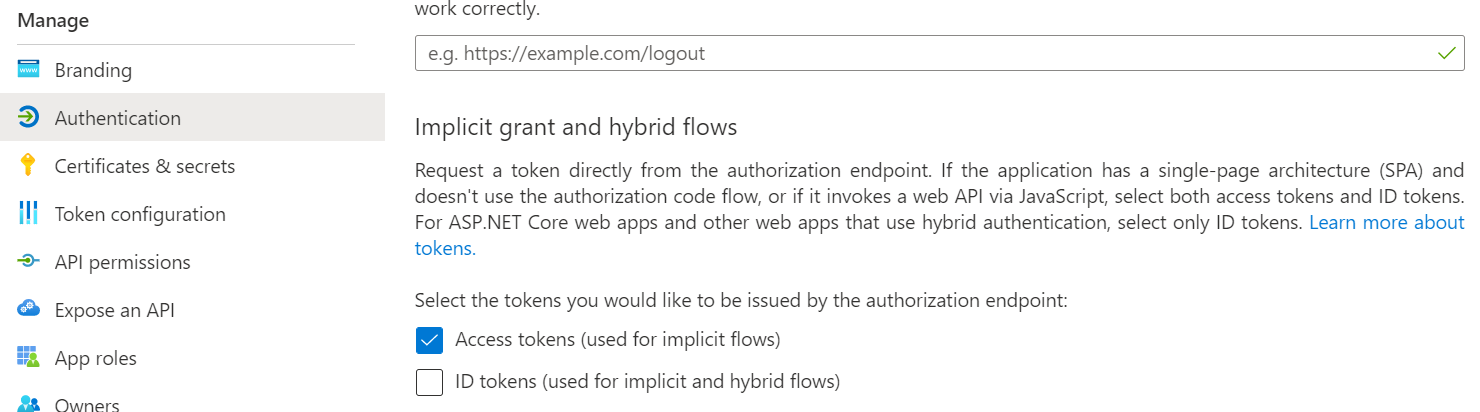 Manage
Branding
Authentication
Certificates & secrets
Token configuration
API permissions
Expose an API
App roles
Owners
work correctly.
e.g. https://example.com/logout
Implicit grant and hybrid flows
Request a token directly from the authorization endpoint. If the application has a single-page architecture (SPA) and
doesn't use the authorization code flow, or if it invokes a web API via JavaScript, select both access tokens and ID tokens.
For ASP.NET Core web apps and other web apps that use hybrid authentication, select only ID tokens. Learn more about
tokens.
Select the tokens you would like to be issued by the authorization endpoint:
Access tokens (used for implicit flows)
ID tokens (used for implicit and hybrid flows)